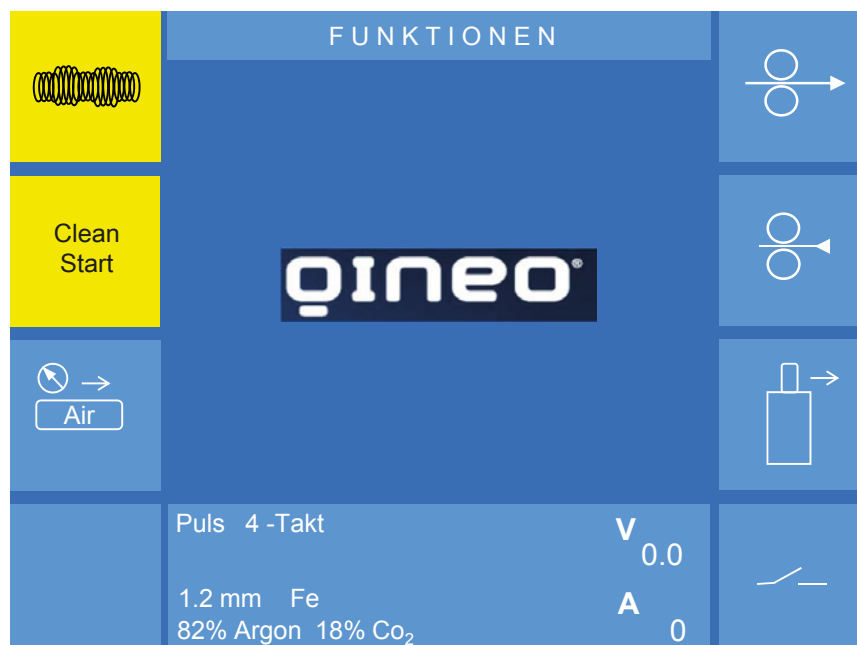 FUNKTIONEN
Clean
Start
QINEO®
Air
Puls 4 -Takt
V
0.0
1.2 mm Fe
A
82% Argon 18% Co₂
0